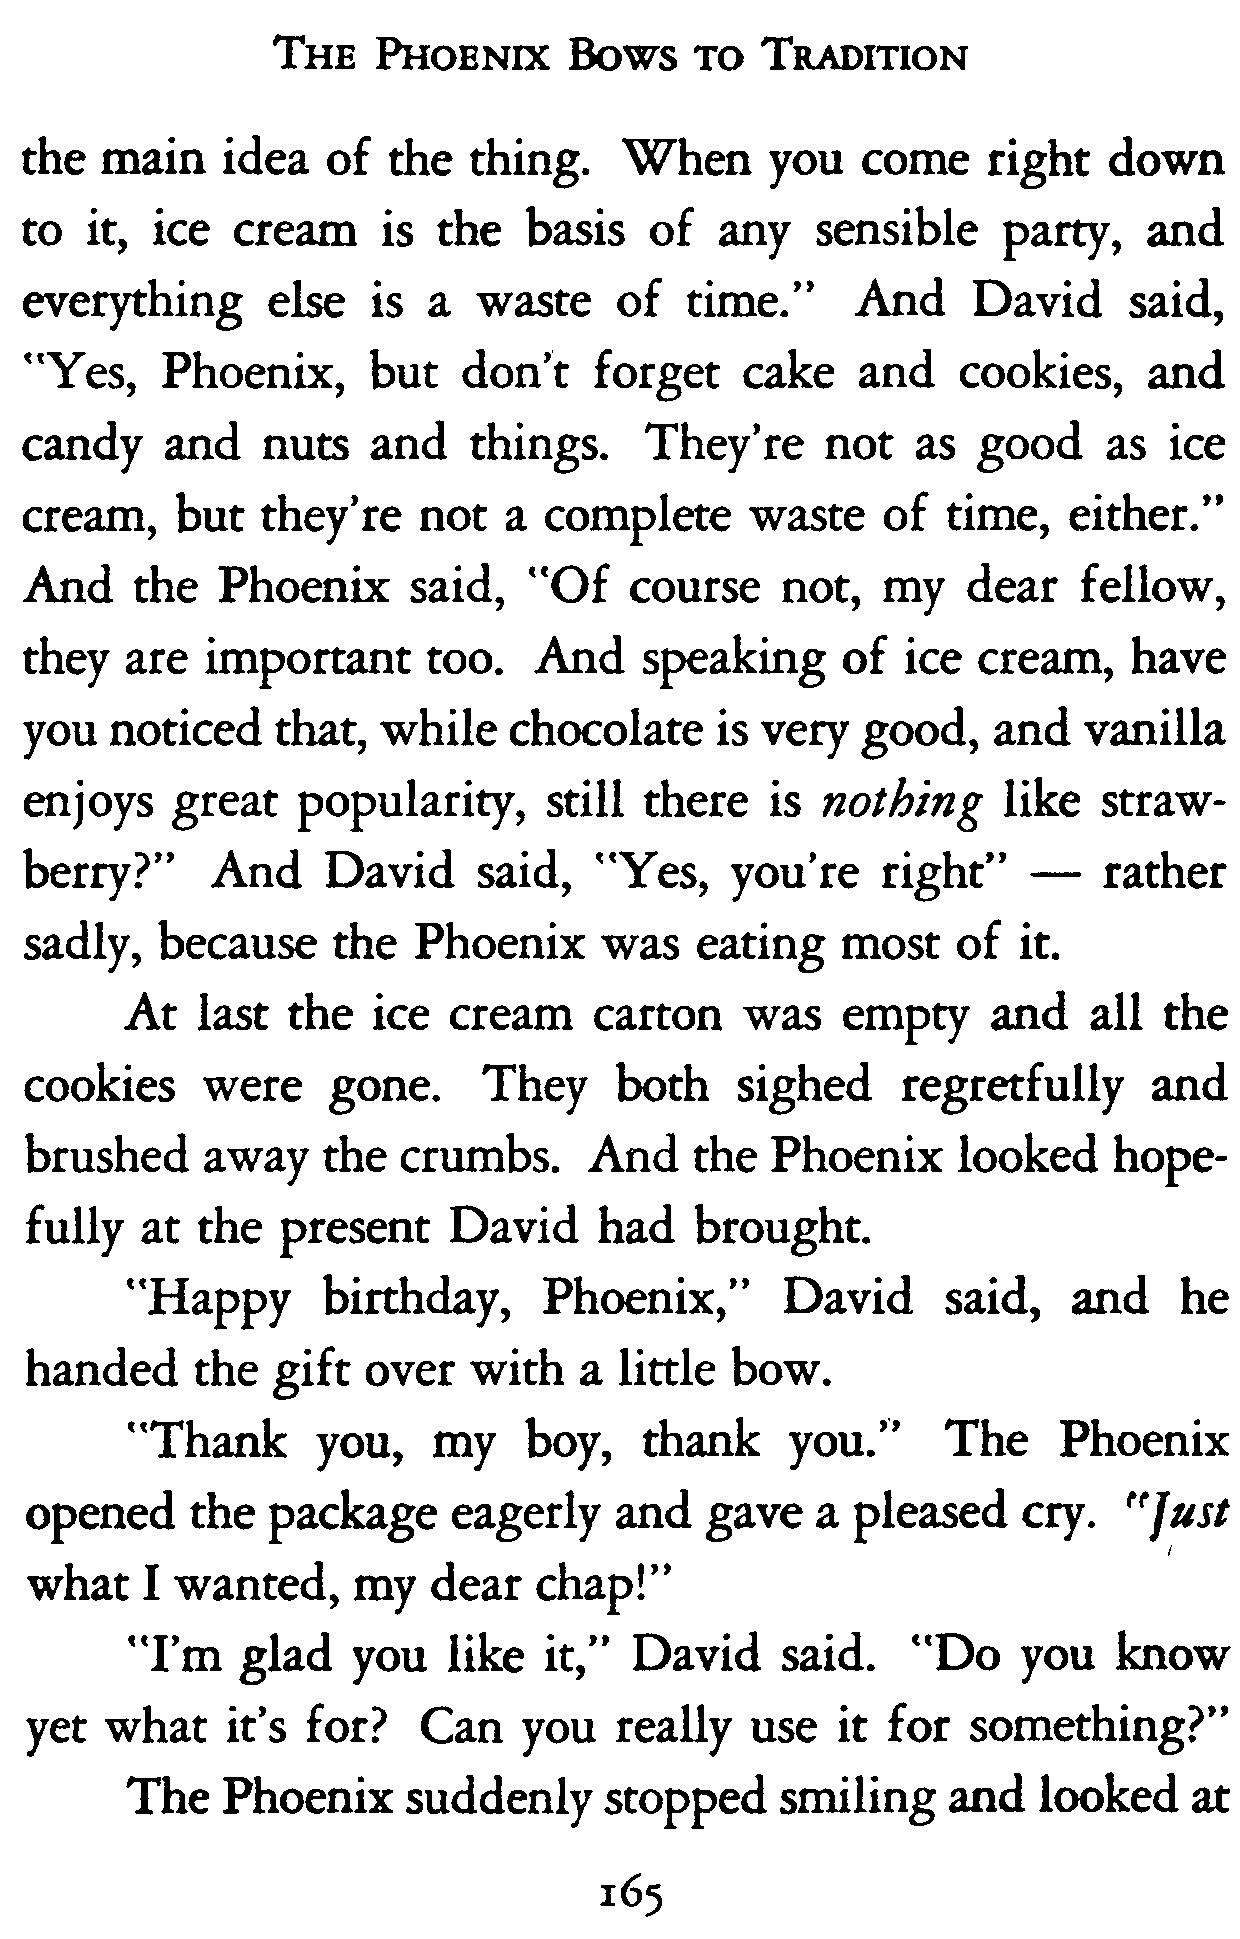 THE PHOENIX BOWS TO TRADITION
the main idea of the thing. When you come right down
to it, ice cream is the basis of any sensible party, and
everything else is a waste of time." And David said,
"Yes, Phoenix, but don't forget cake and cookies, and
candy and nuts and things. They're not as good as ice
cream, but they're not a complete waste of time, either."
And the Phoenix said, "Of course not, my dear fellow,
they are important too. And speaking of ice cream, have
you noticed that, while chocolate is very good, and vanilla
enjoys great popularity, still there is nothing like straw-
berry?" And David said, "Yes, you're right" — rather
sadly, because the Phoenix was eating most of it.
At last the ice cream carton was empty and all the
cookies were gone. They both sighed regretfully and
brushed away the crumbs. And the Phoenix looked hope-
fully at the present David had brought.
"Happy birthday, Phoenix," David said, and he
handed the gift over with a little bow.
"Thank you, my boy, thank you." The Phoenix
opened the package eagerly and gave a pleased cry. "Just
what I wanted, my dear chap!"
"I'm glad you like it," David said. "Do you know
yet what it's for? Can you really use it for something?"
The Phoenix suddenly stopped smiling and looked at
165